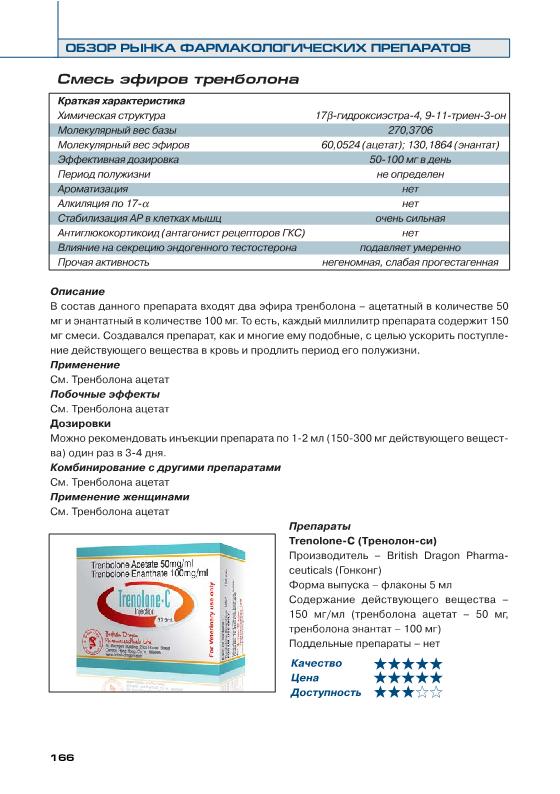 ОБЗОР РЫНКА ФАРМАКОЛОГИЧЕСКИХ ПРЕПАРАТОВ
Смесь эфиров тренболона
Краткая характеристика
Химическая структура 17β-гидроксиэстра-4, 9-11-триен-3-он
Молекулярный вес базы 270,3706
Молекулярный вес эфиров 60,0524 (ацетат); 130,1864 (энантат)
Эффективная дозировка 50-100 мг в день
Период полужизни не определен
Ароматизация нет
Алкиляция по 17-α нет
Стабилизация АР в клетках мышц очень сильная
Антиглюкокортикоид (антагонист рецепторов ГКС) нет
Влияние на секрецию эндогенного тестостерона подавляет умеренно
Прочая активность негеномная, слабая прогестагенная
Описание
В состав данного препарата входят два эфира тренболона – ацетатный в количестве 50
мг и энантатный в количестве 100 мг. То есть, каждый миллилитр препарата содержит 150
мг смеси. Создавался препарат, как и многие ему подобные, с целью ускорить поступле-
ние действующего вещества в кровь и продлить период его полужизни.
Применение
См. Тренболона ацетат
Побочные эффекты
См. Тренболона ацетат
Дозировки
Можно рекомендовать инъекции препарата по 1-2 мл (150-300 мг действующего вещест-
ва) один раз в 3-4 дня.
Комбинирование с другими препаратами
См. Тренболона ацетат
Применение женщинами
См. Тренболона ацетат
Trenbolone Acetate 50mg/ml
Trenbolone Enanthate 100mg/ml
Trenolone-C
Injection
For Veterinary use only
British Dragon
Препараты
Trenolone-C (Тренолон-си)
Производитель – British Dragon Pharma-
ceuticals (Гонконг)
Форма выпуска – флаконы 5 мл
Содержание действующего вещества –
150 мг/мл (тренболона ацетат – 50 мг,
тренболона энантат – 100 мг)
Поддельные препараты – нет
Качество ★★★★★
Цена ★★★★★
Доступность ★★★☆☆
166